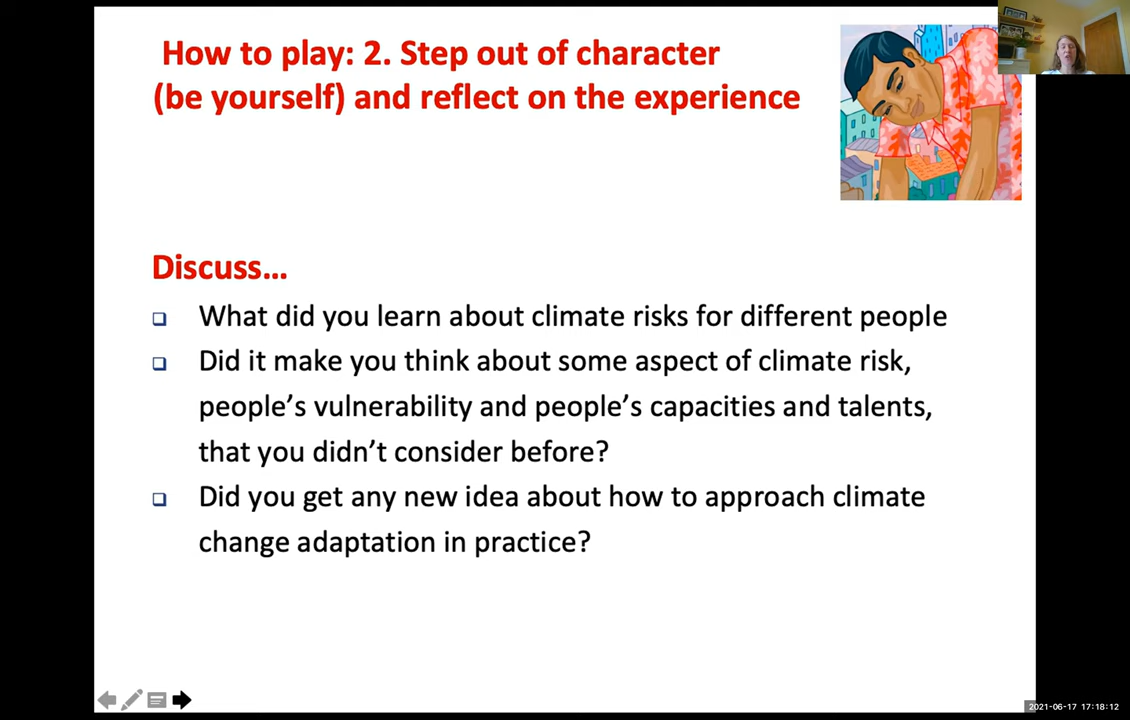 How to play: 2. Step out of character
(be yourself) and reflect on the experience
Discuss...
What did you learn about climate risks for different people
Did it make you think about some aspect of climate risk,
people’s vulnerability and people’s capacities and talents,
that you didn’t consider before?
Did you get any new idea about how to approach climate
change adaptation in practice?
2021-06-17 17:18:12